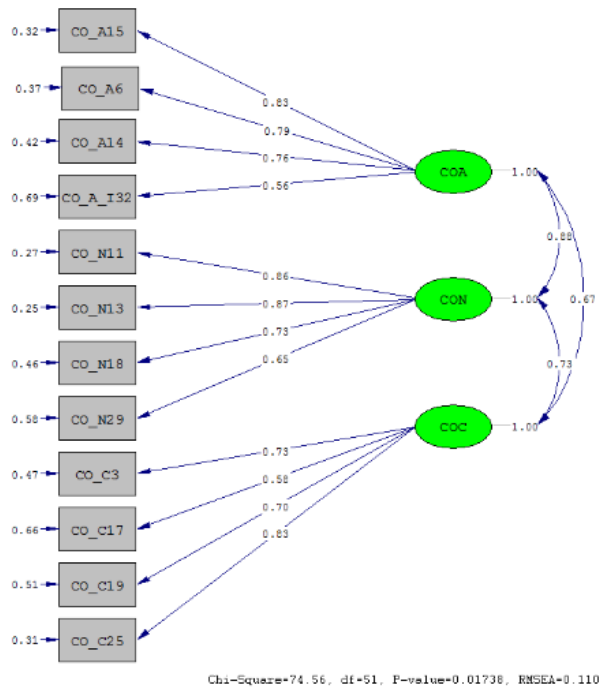 0.32 CO_A15
0.37 CO_A6
0.83
0.79
0.42 CO_A14
0.76
0.56
COA 1.00
0.69 CO_A_I32
0.88
0.27 CO_N11
0.86
0.25 CO_N13
0.87
CON 1.00 0.67
0.73
0.65
0.46 CO_N18
0.73
0.58 CO_N29
COC 1.00
0.73
0.47 CO_C3
0.58
0.70
0.66 CO_C17
0.83
0.51 CO_C19
0.31 CO_C25
Chi-Square=74.56, df=51, P-value=0.01738, RMSEA=0.110